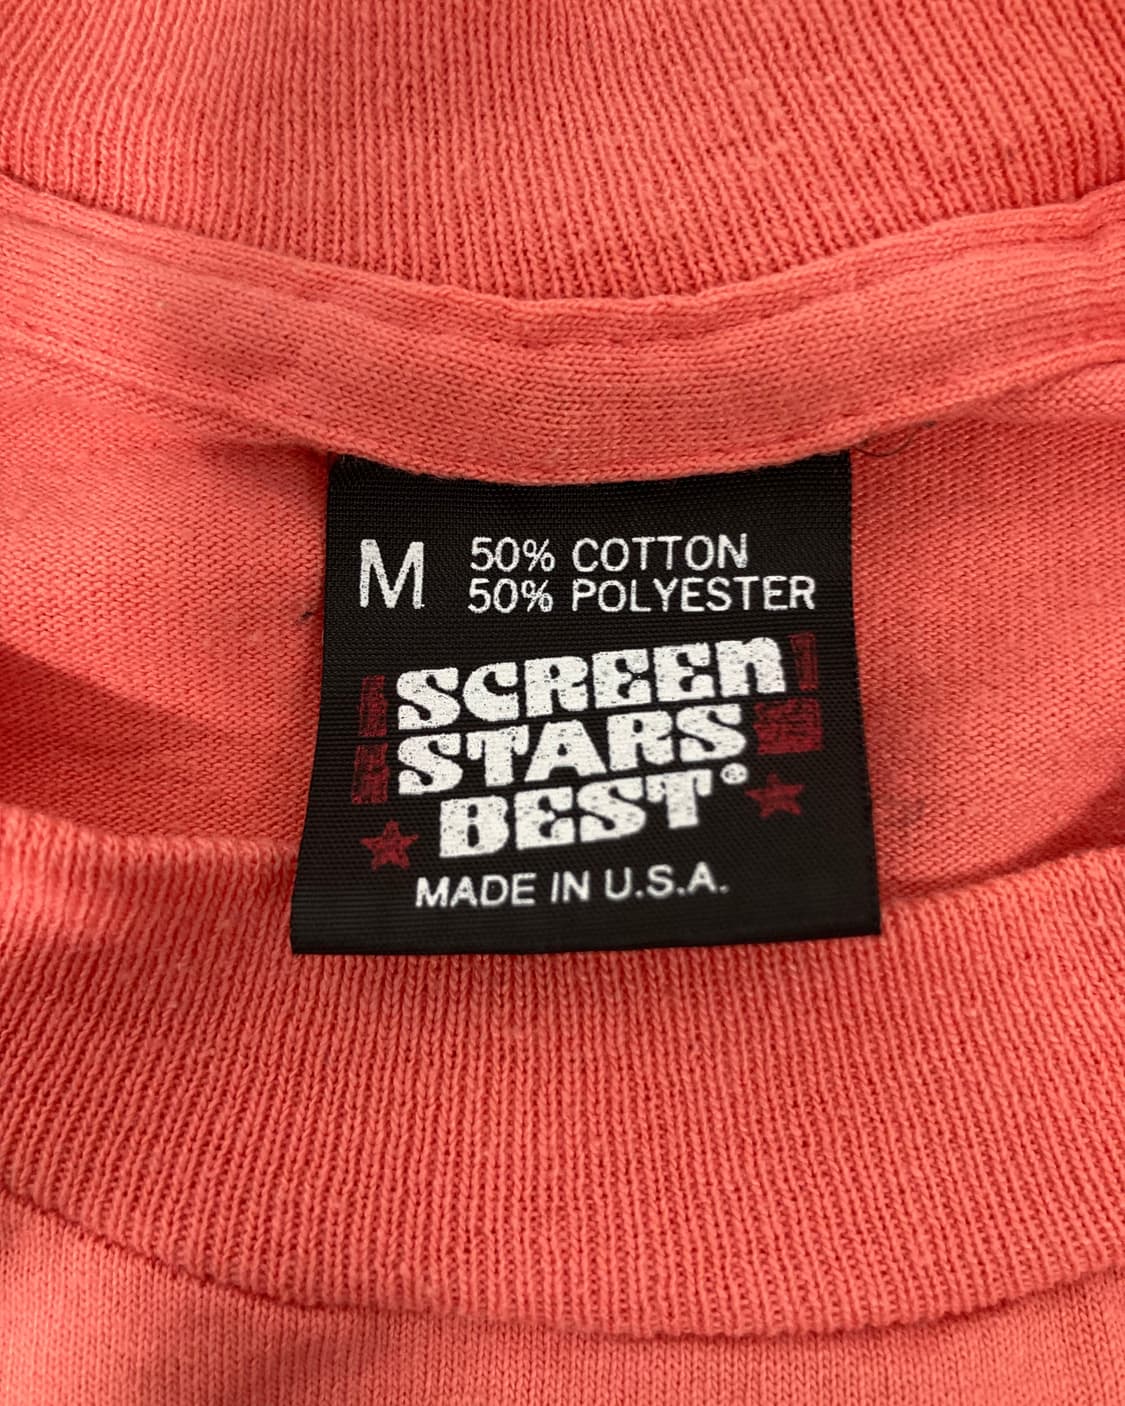 M 50% COTTON
50% POLYESTER
SCREEN
STARS
BEST®
MADE IN U.S.A.